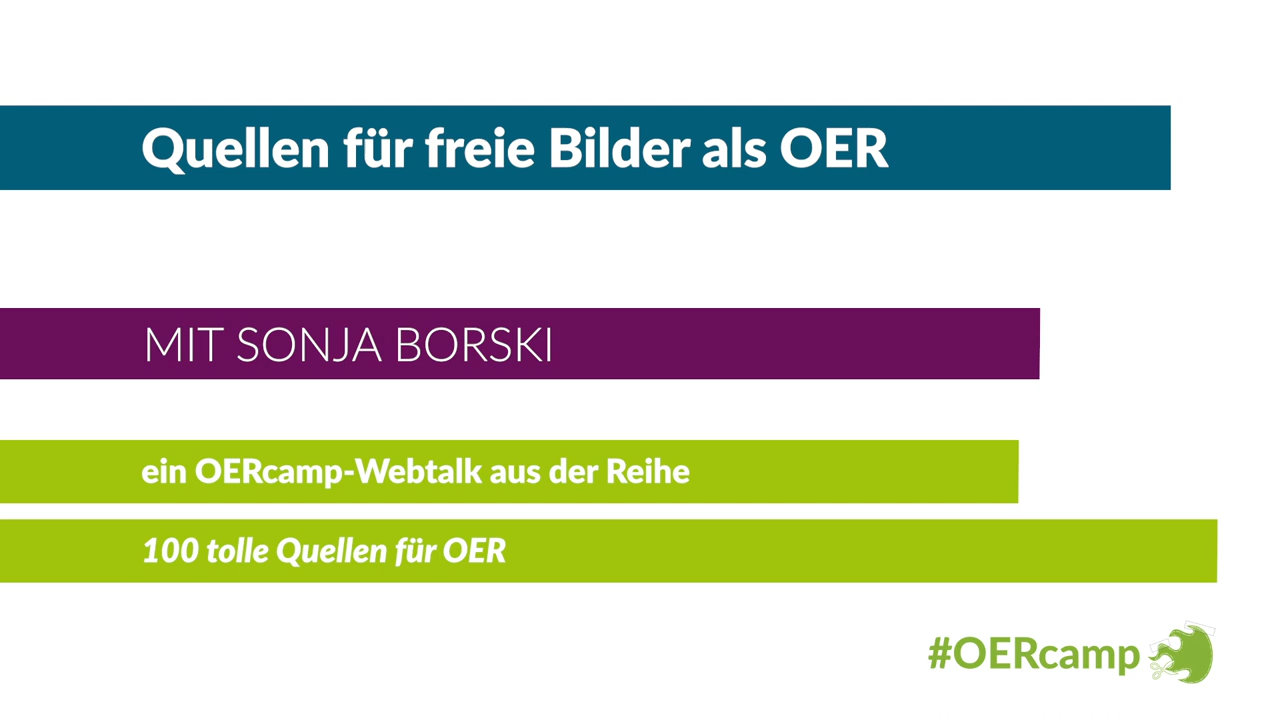 Quellen für freie Bilder als OER
MIT SONJA BORSKI
ein OERcamp-Webtalk aus der Reihe
100 tolle Quellen für OER
#OERcamp